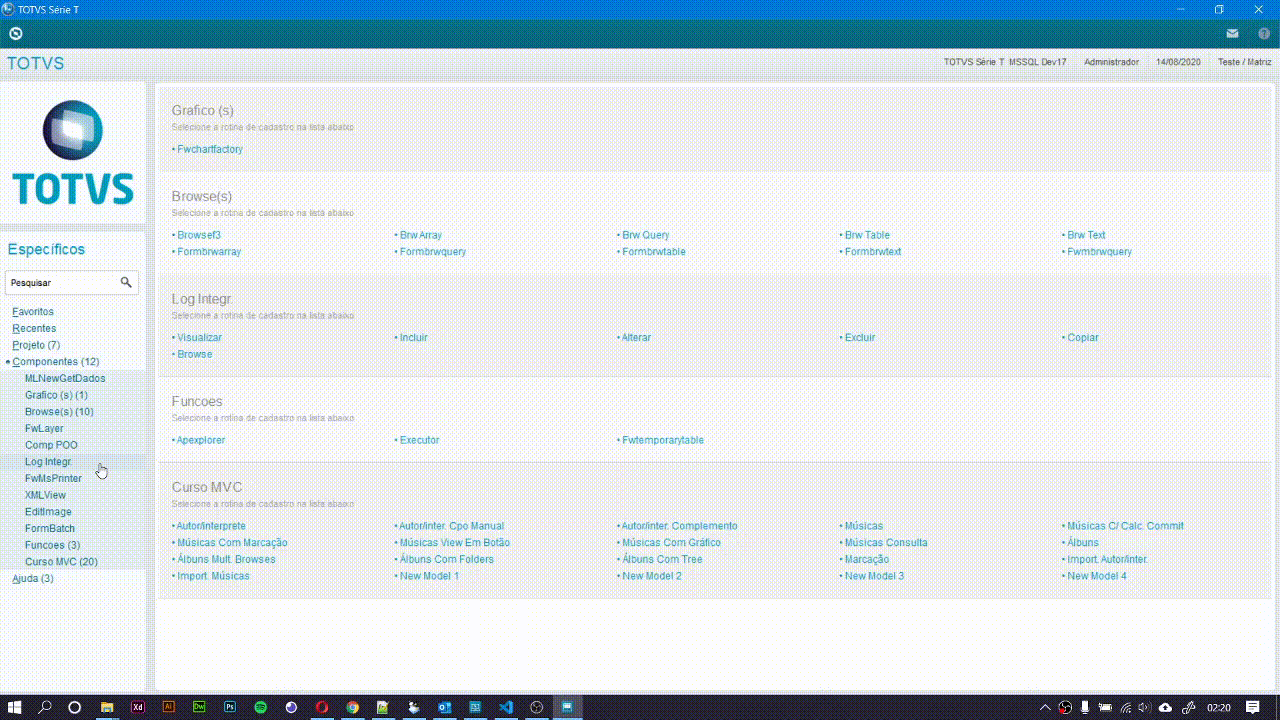 TOTVS Série T
TOTVS
TOTVS Série T MSSQL Dev17 Administrador 14/08/2020 Teste / Matriz
TOTVS
Específicos
Pesquisar
Favoritos
Recentes
Projeto (7)
Componentes (12)
MLNewGetDados
Grafico (s) (1)
Browse(s) (10)
FwLayer
Comp POO
Log Integr.
FwMsPrinter
XMLView
EditImage
FormBatch
Funcoes (3)
Curso MVC (20)
Ajuda (3)
Grafico (s)
Selecione a rotina de cadastro na lista abaixo
• Fwchartfactory
Browse(s)
Selecione a rotina de cadastro na lista abaixo
• Browsef3 • Brw Array • Brw Query • Brw Table • Brw Text
• Formbrwarray • Formbrwquery • Formbrwtable • Formbrwtext • Fwmbrwquery
Log Integr.
Selecione a rotina de cadastro na lista abaixo
• Visualizar • Incluir • Alterar • Excluir • Copiar
• Browse
Funcoes
Selecione a rotina de cadastro na lista abaixo
• Apexplorer • Executor • Fwtemporarytable
Curso MVC
Selecione a rotina de cadastro na lista abaixo
• Autor/interprete • Autor/inter. Cpo Manual • Autor/inter. Complemento • Músicas • Músicas C/ Calc. Commit
• Músicas Com Marcação • Músicas View Em Botão • Músicas Com Gráfico • Músicas Consulta • Álbuns
• Álbuns Mult. Browses • Álbuns Com Folders • Álbuns Com Tree • Marcação • Import. Autor/inter.
• Import. Músicas • New Model 1 • New Model 2 • New Model 3 • New Model 4
Xd Ai Dw Ps 02:20